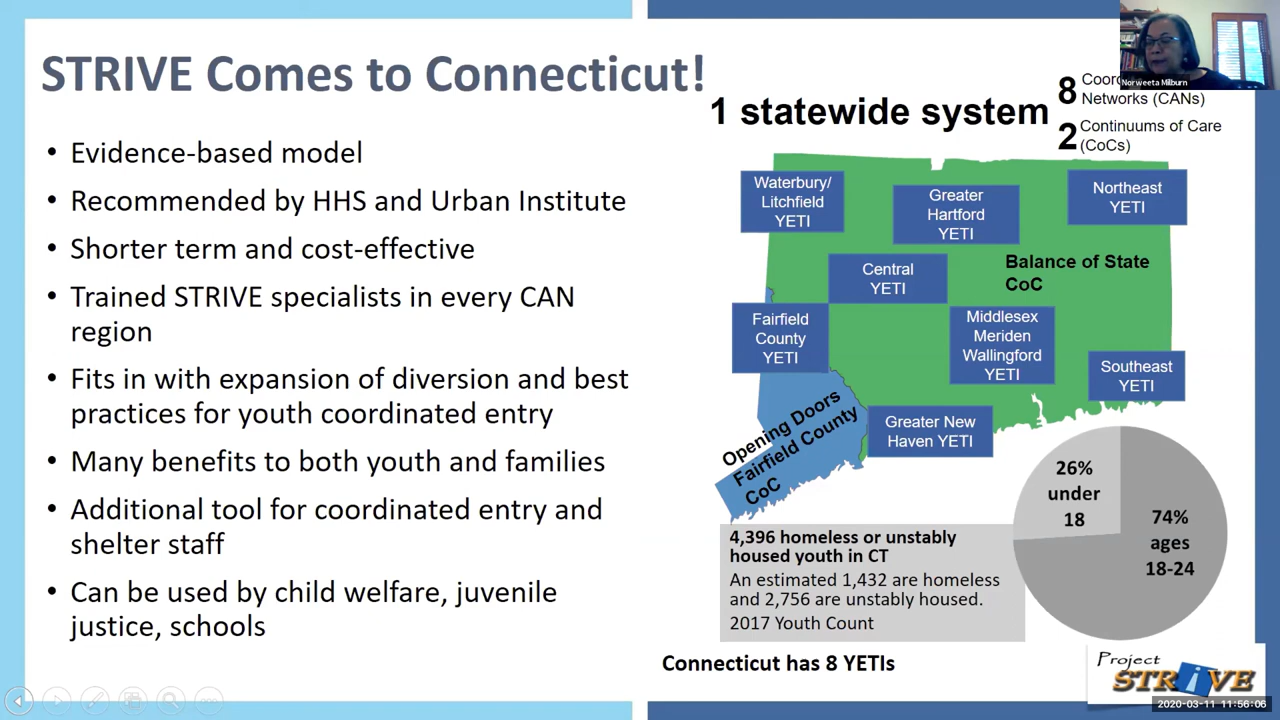 STRIVE Comes to Connecticut!
• Evidence-based model
• Recommended by HHS and Urban Institute
• Shorter term and cost-effective
• Trained STRIVE specialists in every CAN
region
• Fits in with expansion of diversion and best
practices for youth coordinated entry
• Many benefits to both youth and families
• Additional tool for coordinated entry and
shelter staff
• Can be used by child welfare, juvenile
justice, schools
Norweeta Milburn
1 statewide system
8
Networks (CANs)
2 Continuums of Care
(CoCs)
Waterbury/
Litchfield
YETI
Greater
Hartford
YETI
Northeast
YETI
Central
YETI
Balance of State
CoC
Fairfield
County
YETI
Middlesex
Meriden
Wallingford
YETI
Southeast
YETI
Opening Doors
Fairfield County
CoC
Greater New
Haven YETI
26%
under
18
74%
ages
18-24
4,396 homeless or unstably
housed youth in CT
An estimated 1,432 are homeless
and 2,756 are unstably housed.
2017 Youth Count
Connecticut has 8 YETIs
Project
STRIVE
2020-03-11 11:56:06